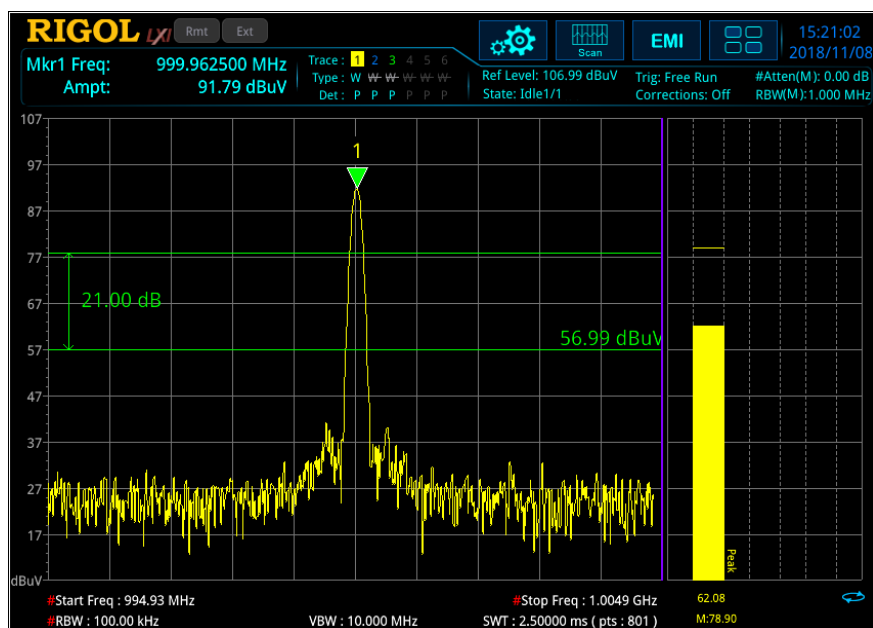 RIGOL LXI Rmt Ext
Scan
EMI
15:21:02
2018/11/08
Mkr1 Freq: 999.962500 MHz
Ampt: 91.79 dBuV
Trace: 1 2 3 4 5 6
Type: W W W W W W
Det: P P P P P P
Ref Level: 106.99 dBuV
State: Idle1/1
Trig: Free Run
Corrections: Off
#Atten(M): 0.00 dB
RBW(M):1.000 MHz
107
97
87
77
67
57
47
37
27
17
dBuV
1
21.00 dB
56.99 dBuV
Peak
#Start Freq : 994.93 MHz
#Stop Freq : 1.0049 GHz
#RBW : 100.00 kHz
VBW : 10.000 MHz
SWT : 2.50000 ms ( pts : 801 )
62.08
M:78.90